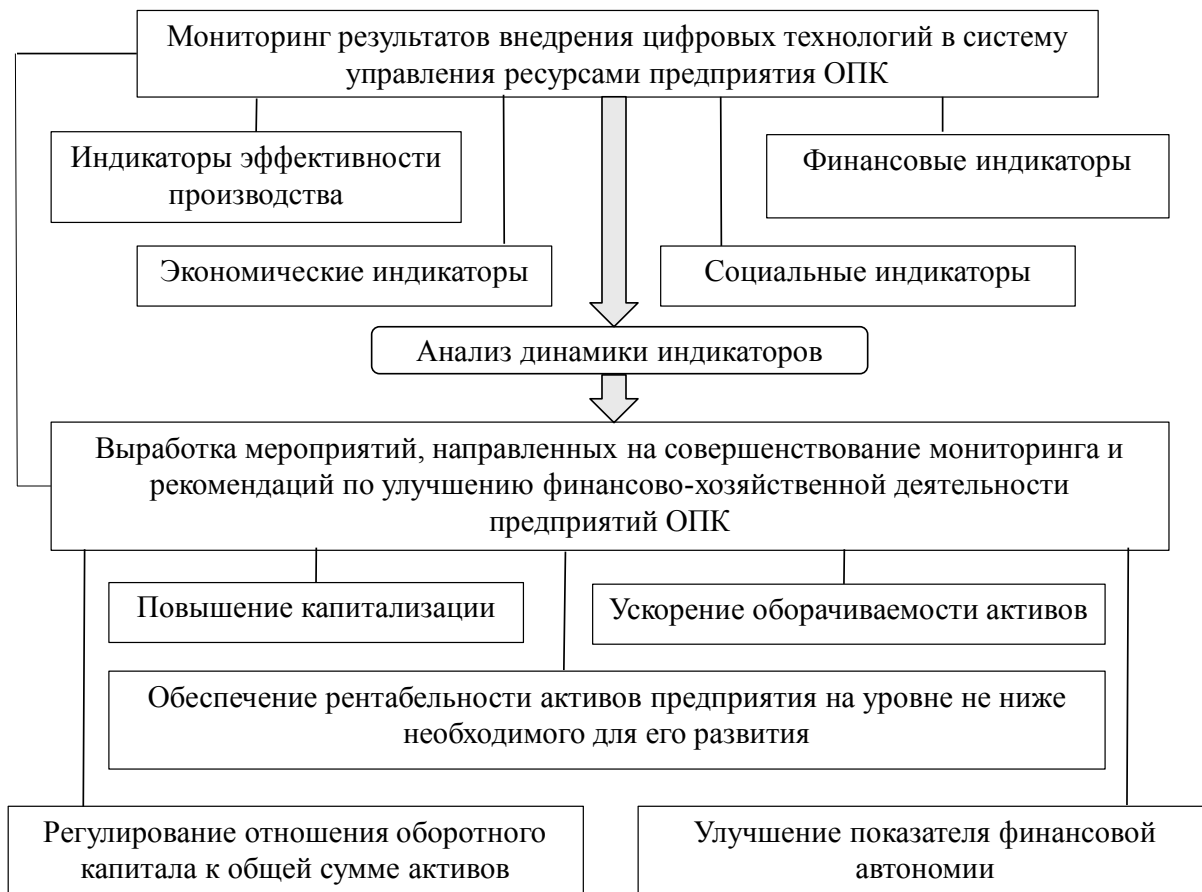 Мониторинг результатов внедрения цифровых технологий в систему
управления ресурсами предприятия ОПК
Индикаторы эффективности
производства
Финансовые индикаторы
Экономические индикаторы
Социальные индикаторы
Анализ динамики индикаторов
Выработка мероприятий, направленных на совершенствование мониторинга и
рекомендаций по улучшению финансово-хозяйственной деятельности
предприятий ОПК
Повышение капитализации
Ускорение оборачиваемости активов
Обеспечение рентабельности активов предприятия на уровне не ниже
необходимого для его развития
Регулирование отношения оборотного
капитала к общей сумме активов
Улучшение показателя финансовой
автономии